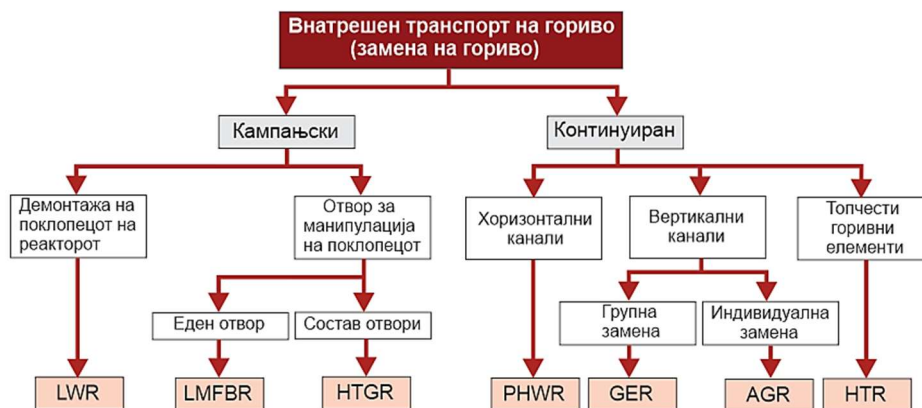 Внатрешен транспорт на гориво
(замена на гориво)
Кампањски
Континуиран
Демонтажа на
поклопецот на
реакторот
Отвор за
манипулација
на поклопецот
Хоризонтални
канали
Вертикални
канали
Топчести
горивни
елементи
Еден отвор
Состав отвори
Групна
замена
Индивидуална
замена
LWR
LMFBR
HTGR
PHWR
GER
AGR
HTR